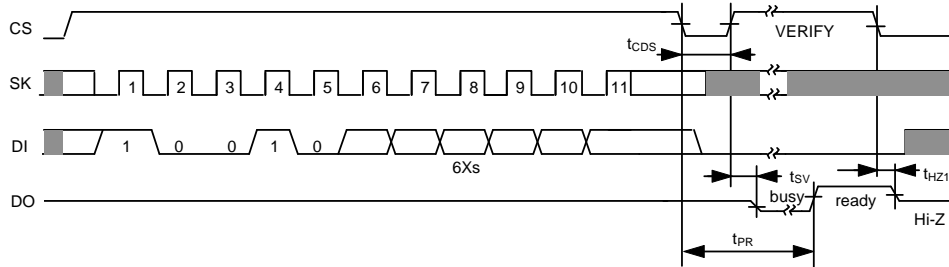 CS
VERIFY
tCDS
SK
1 2 3 4 5 6 7 8 9 10 11
DI
1 0 0 1 0
6Xs
tSV
tHZ1
DO
busy
ready
Hi-Z
tPR